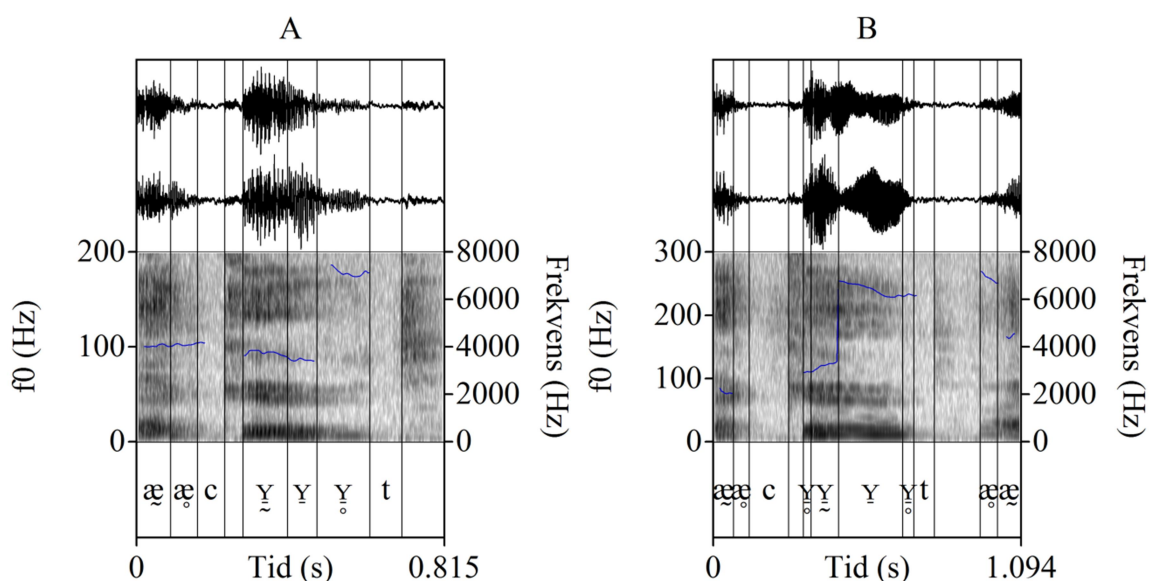 A
200
100
0
f0 (Hz)
8000
6000
4000
2000
0
Frekvens (Hz)
æ̰ æ̥ c ʏ̠̰ ʏ̠ ʏ̠̥ t
0 Tid (s) 0.815
B
300
200
100
0
f0 (Hz)
8000
6000
4000
2000
0
Frekvens (Hz)
æ̰ æ̥ c ʏ̠̥ ʏ̠̰ ʏ̠ ʏ̠̥ t æ̥ æ̰
0 Tid (s) 1.094